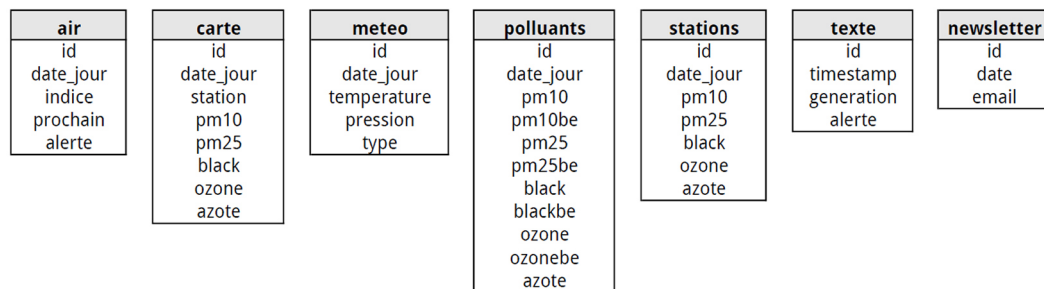 air
id
date_jour
indice
prochain
alerte
carte
id
date_jour
station
pm10
pm25
black
ozone
azote
meteo
id
date_jour
temperature
pression
type
polluants
id
date_jour
pm10
pm10be
pm25
pm25be
black
blackbe
ozone
ozonebe
azote
stations
id
date_jour
pm10
pm25
black
ozone
azote
texte
id
timestamp
generation
alerte
newsletter
id
date
email